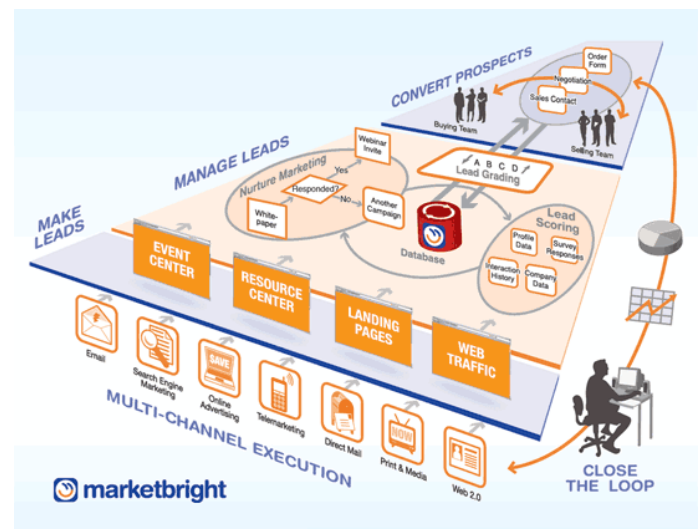 CONVERT PROSPECTS
Order
Form
Negotiation
Sales Contact
Buying Team
Selling Team
MANAGE LEADS
Nurture Marketing
Webinar
Invite
Yes
Responded?
No
White-
paper
Another
Campaign
A B C D
Lead Grading
Database
Lead
Scoring
Profile
Data
Survey
Responses
Interaction
History
Company
Data
MAKE
LEADS
EVENT
CENTER
RESOURCE
CENTER
LANDING
PAGES
WEB
TRAFFIC
Email
Search Engine
Marketing
SAVE
Online
Advertising
Telemarketing
Direct Mail
NOW
Print & Media
Web 2.0
MULTI-CHANNEL EXECUTION
CLOSE
THE LOOP
marketbright